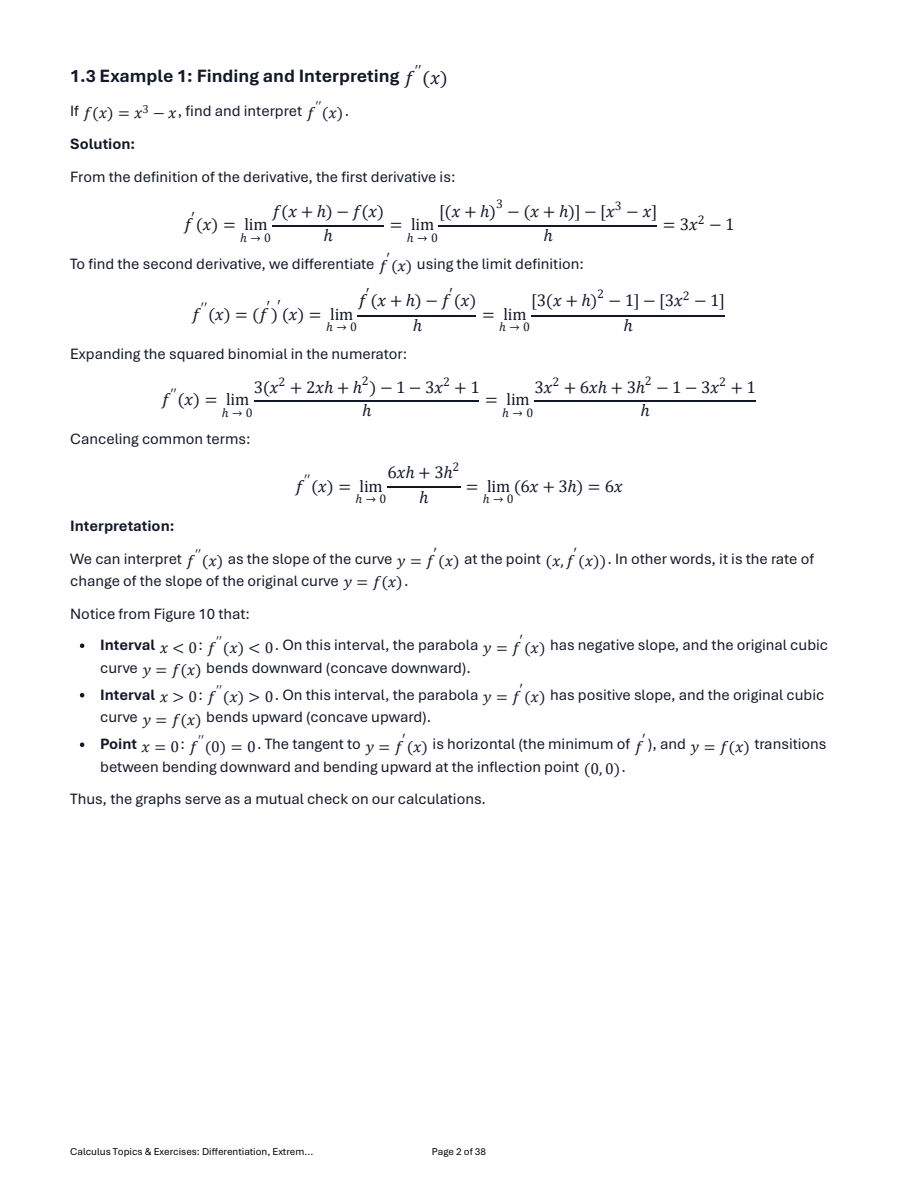 1.3 Example 1: Finding and Interpreting f″(x)
If f(x) = x³ − x, find and interpret f″(x).
Solution:
From the definition of the derivative, the first derivative is:
f′(x) = lim_{h→0} (f(x + h) − f(x))/h = lim_{h→0} ([(x + h)³ − (x + h)] − [x³ − x])/h = 3x² − 1
To find the second derivative, we differentiate f′(x) using the limit definition:
f″(x) = (f′)′(x) = lim_{h→0} (f′(x + h) − f′(x))/h = lim_{h→0} ([3(x + h)² − 1] − [3x² − 1])/h
Expanding the squared binomial in the numerator:
f″(x) = lim_{h→0} (3(x² + 2xh + h²) − 1 − 3x² + 1)/h = lim_{h→0} (3x² + 6xh + 3h² − 1 − 3x² + 1)/h
Canceling common terms:
f″(x) = lim_{h→0} (6xh + 3h²)/h = lim_{h→0} (6x + 3h) = 6x
Interpretation:
We can interpret f″(x) as the slope of the curve y = f′(x) at the point (x, f′(x)). In other words, it is the rate of
change of the slope of the original curve y = f(x).
Notice from Figure 10 that:
• Interval x < 0: f″(x) < 0. On this interval, the parabola y = f′(x) has negative slope, and the original cubic
curve y = f(x) bends downward (concave downward).
• Interval x > 0: f″(x) > 0. On this interval, the parabola y = f′(x) has positive slope, and the original cubic
curve y = f(x) bends upward (concave upward).
• Point x = 0: f″(0) = 0. The tangent to y = f′(x) is horizontal (the minimum of f′), and y = f(x) transitions
between bending downward and bending upward at the inflection point (0, 0).
Thus, the graphs serve as a mutual check on our calculations.
Calculus Topics & Exercises: Differentiation, Extrem... Page 2 of 38